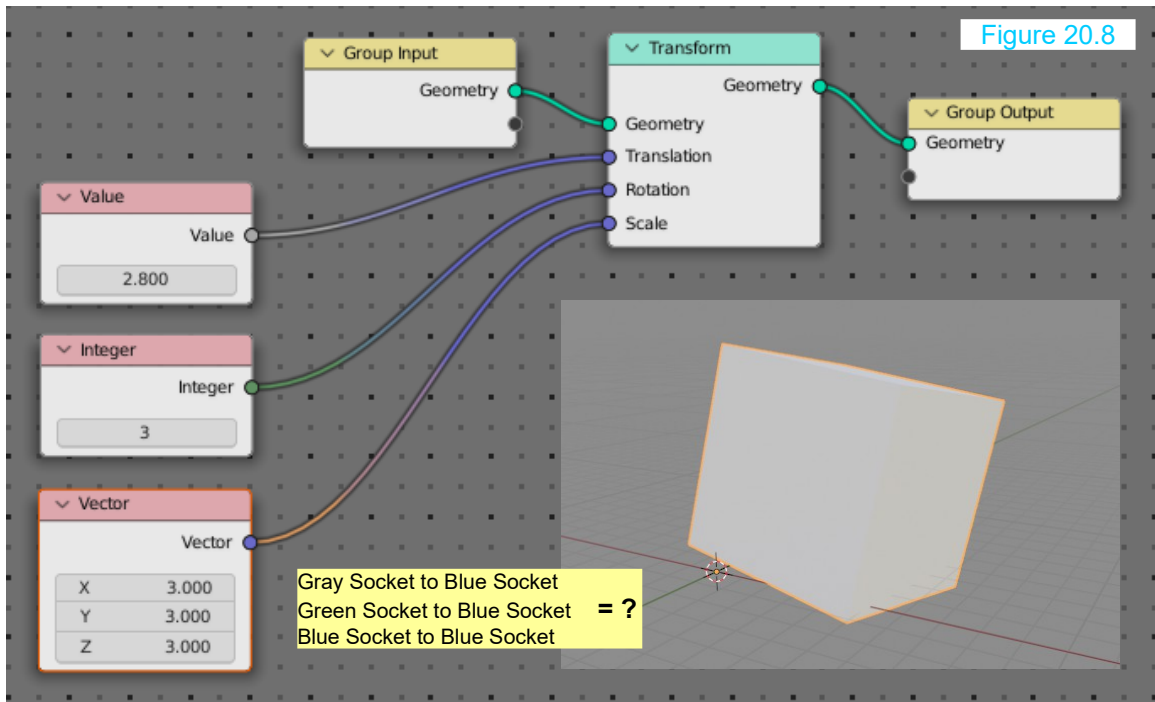 Figure 20.8
Group Input
Geometry
Transform
Geometry
Geometry
Translation
Rotation
Scale
Group Output
Geometry
Value
Value
2.800
Integer
Integer
3
Vector
Vector
X 3.000
Y 3.000
Z 3.000
Gray Socket to Blue Socket
Green Socket to Blue Socket = ?
Blue Socket to Blue Socket